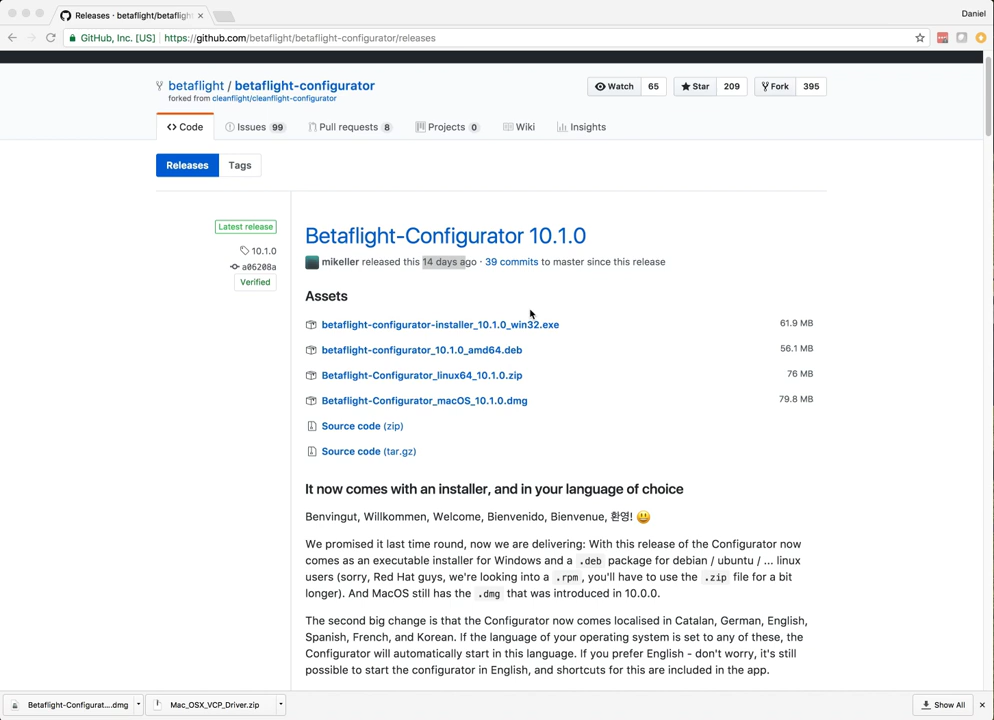 Releases · betaflight/betafligh
Daniel
GitHub, Inc. [US]
https://github.com/betaflight/betaflight-configurator/releases
betaflight / betaflight-configurator
forked from cleanflight/cleanflight-configurator
Watch 65 Star 209 Fork 395
Code Issues 99 Pull requests 8 Projects 0 Wiki Insights
Releases Tags
Latest release
10.1.0
a06208a
Verified
Betaflight-Configurator 10.1.0
mikeller released this 14 days ago · 39 commits to master since this release
Assets
betaflight-configurator-installer_10.1.0_win32.exe 61.9 MB
betaflight-configurator_10.1.0_amd64.deb 56.1 MB
Betaflight-Configurator_linux64_10.1.0.zip 76 MB
Betaflight-Configurator_macOS_10.1.0.dmg 79.8 MB
Source code (zip)
Source code (tar.gz)
It now comes with an installer, and in your language of choice
Benvingut, Willkommen, Welcome, Bienvenido, Bienvenue, 환영! 😃
We promised it last time round, now we are delivering: With this release of the Configurator now
comes as an executable installer for Windows and a .deb package for debian / ubuntu / ... linux
users (sorry, Red Hat guys, we're looking into a .rpm, you'll have to use the .zip file for a bit
longer). And MacOS still has the .dmg that was introduced in 10.0.0.
The second big change is that the Configurator now comes localised in Catalan, German, English,
Spanish, French, and Korean. If the language of your operating system is set to any of these, the
Configurator will automatically start in this language. If you prefer English - don't worry, it's still
possible to start the configurator in English, and shortcuts for this are included in the app.
Betaflight-Configurat....dmg
Mac_OSX_VCP_Driver.zip
Show All